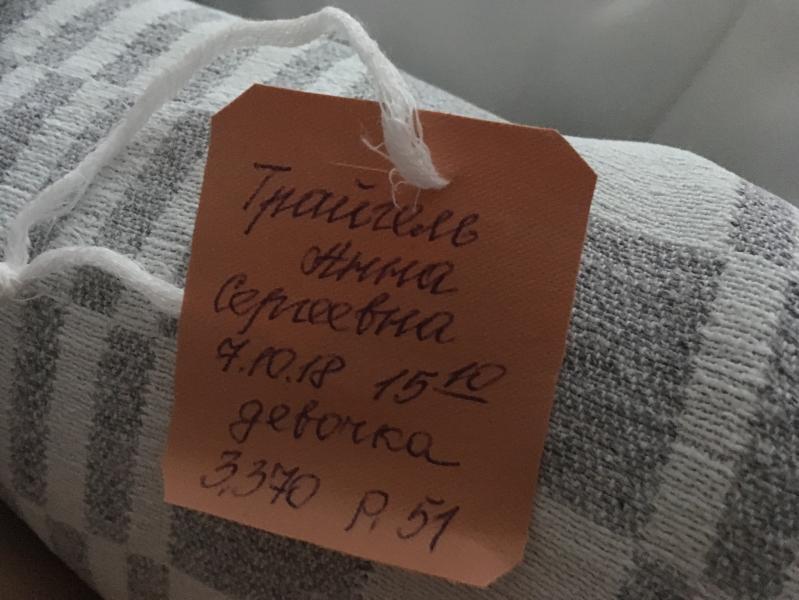 Трайгель
Анна
Сергеевна
7.10.18 15 10
девочка
3,370 Р. 51